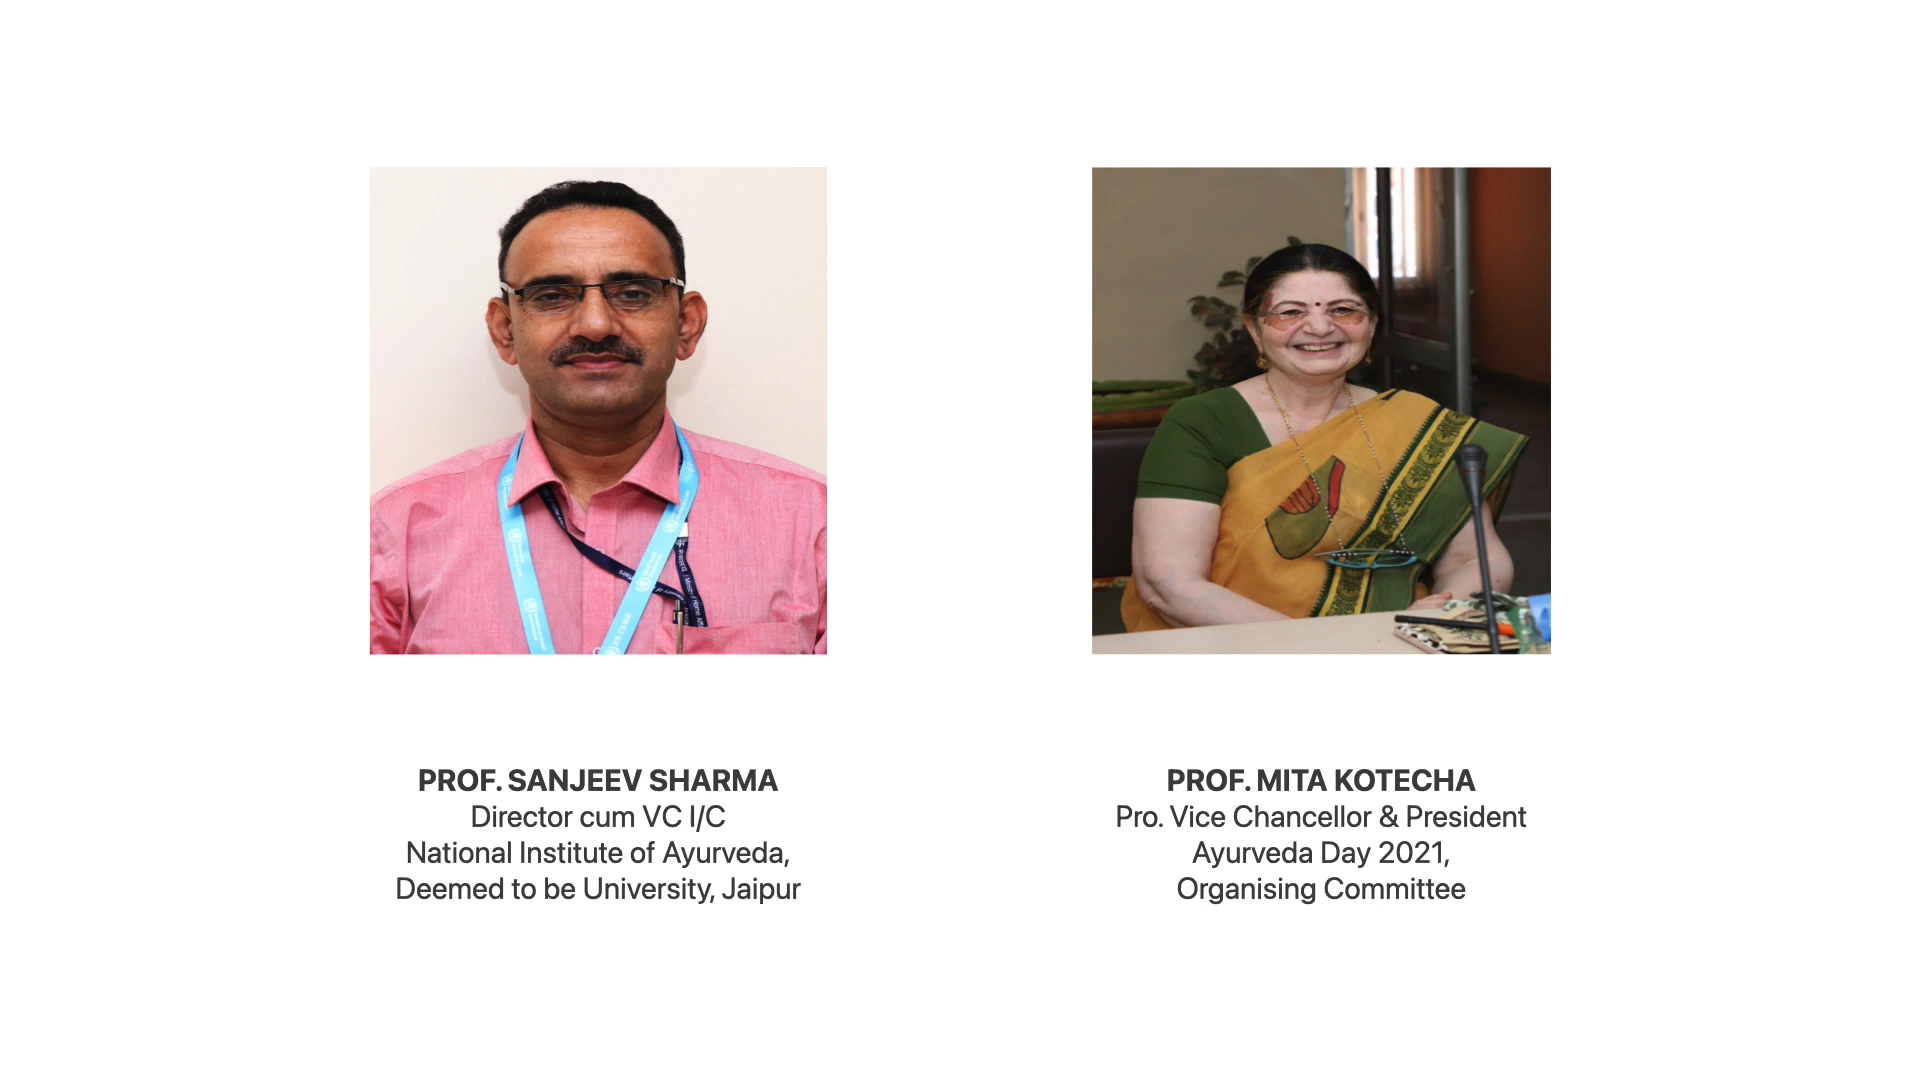 PROF. SANJEEV SHARMA
Director cum VC I/C
National Institute of Ayurveda,
Deemed to be University, Jaipur
PROF. MITA KOTECHA
Pro. Vice Chancellor & President
Ayurveda Day 2021,
Organising Committee